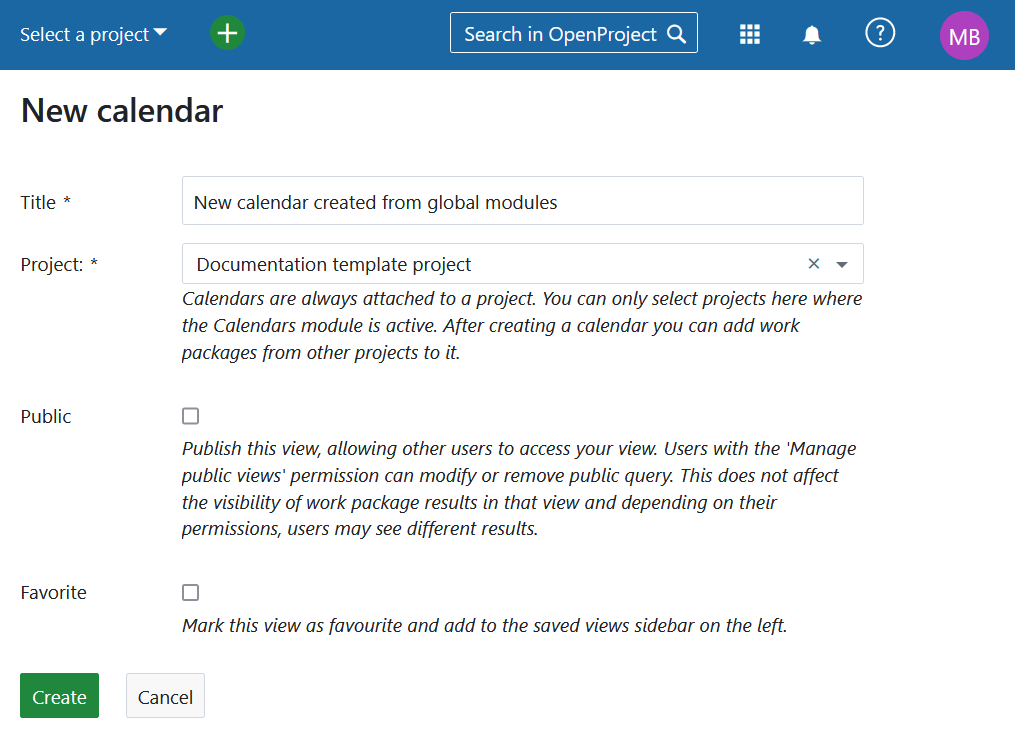 Select a project
Search in OpenProject
?
MB
New calendar
Title *
New calendar created from global modules
Project: *
Documentation template project
Calendars are always attached to a project. You can only select projects here where
the Calendars module is active. After creating a calendar you can add work
packages from other projects to it.
Public
Publish this view, allowing other users to access your view. Users with the 'Manage
public views' permission can modify or remove public query. This does not affect
the visibility of work package results in that view and depending on their
permissions, users may see different results.
Favorite
Mark this view as favourite and add to the saved views sidebar on the left.
Create
Cancel